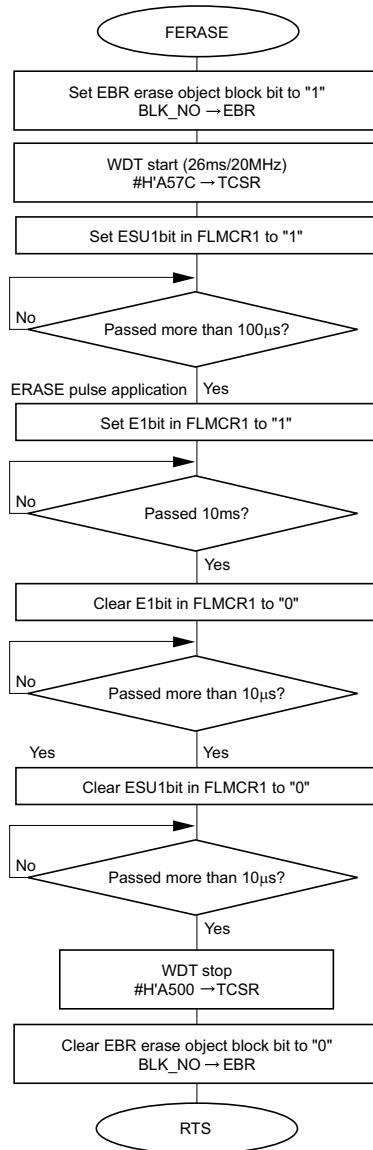 FERASE
Set EBR erase object block bit to "1"
BLK_NO → EBR
WDT start (26ms/20MHz)
#H'A57C → TCSR
Set ESU1bit in FLMCR1 to "1"
No
Passed more than 100μs?
ERASE pulse application
Yes
Set E1bit in FLMCR1 to "1"
No
Passed 10ms?
Yes
Clear E1bit in FLMCR1 to "0"
No
Passed more than 10μs?
Yes
Yes
Clear ESU1bit in FLMCR1 to "0"
No
Passed more than 10μs?
Yes
WDT stop
#H'A500 → TCSR
Clear EBR erase object block bit to "0"
BLK_NO → EBR
RTS